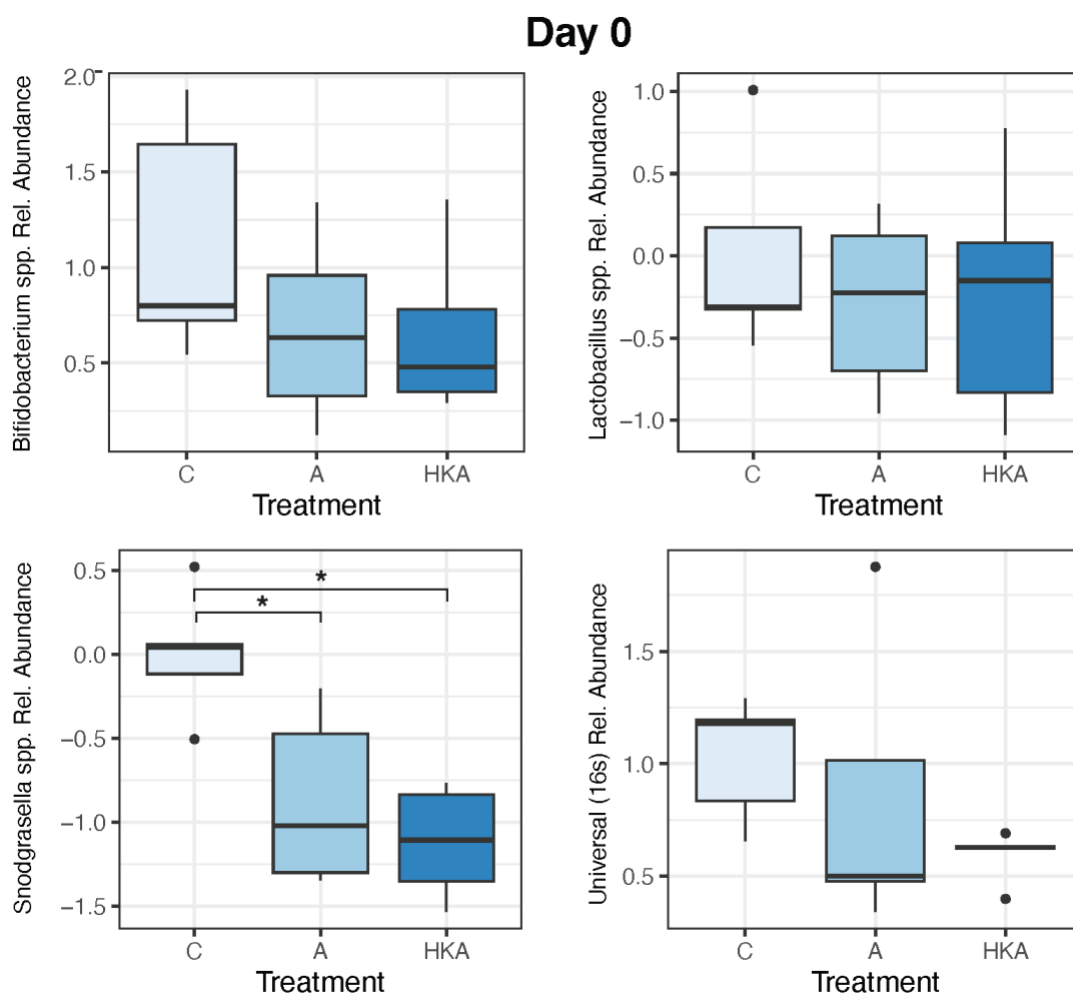 Day 0
Bifidobacterium spp. Rel. Abundance
2.0
1.5
1.0
0.5
C A HKA
Treatment
Lactobacillus spp. Rel. Abundance
1.0
0.5
0.0
−0.5
−1.0
C A HKA
Treatment
Snodgrasella spp. Rel. Abundance
0.5
0.0
−0.5
−1.0
−1.5
*
*
C A HKA
Treatment
Universal (16s) Rel. Abundance
1.5
1.0
0.5
C A HKA
Treatment